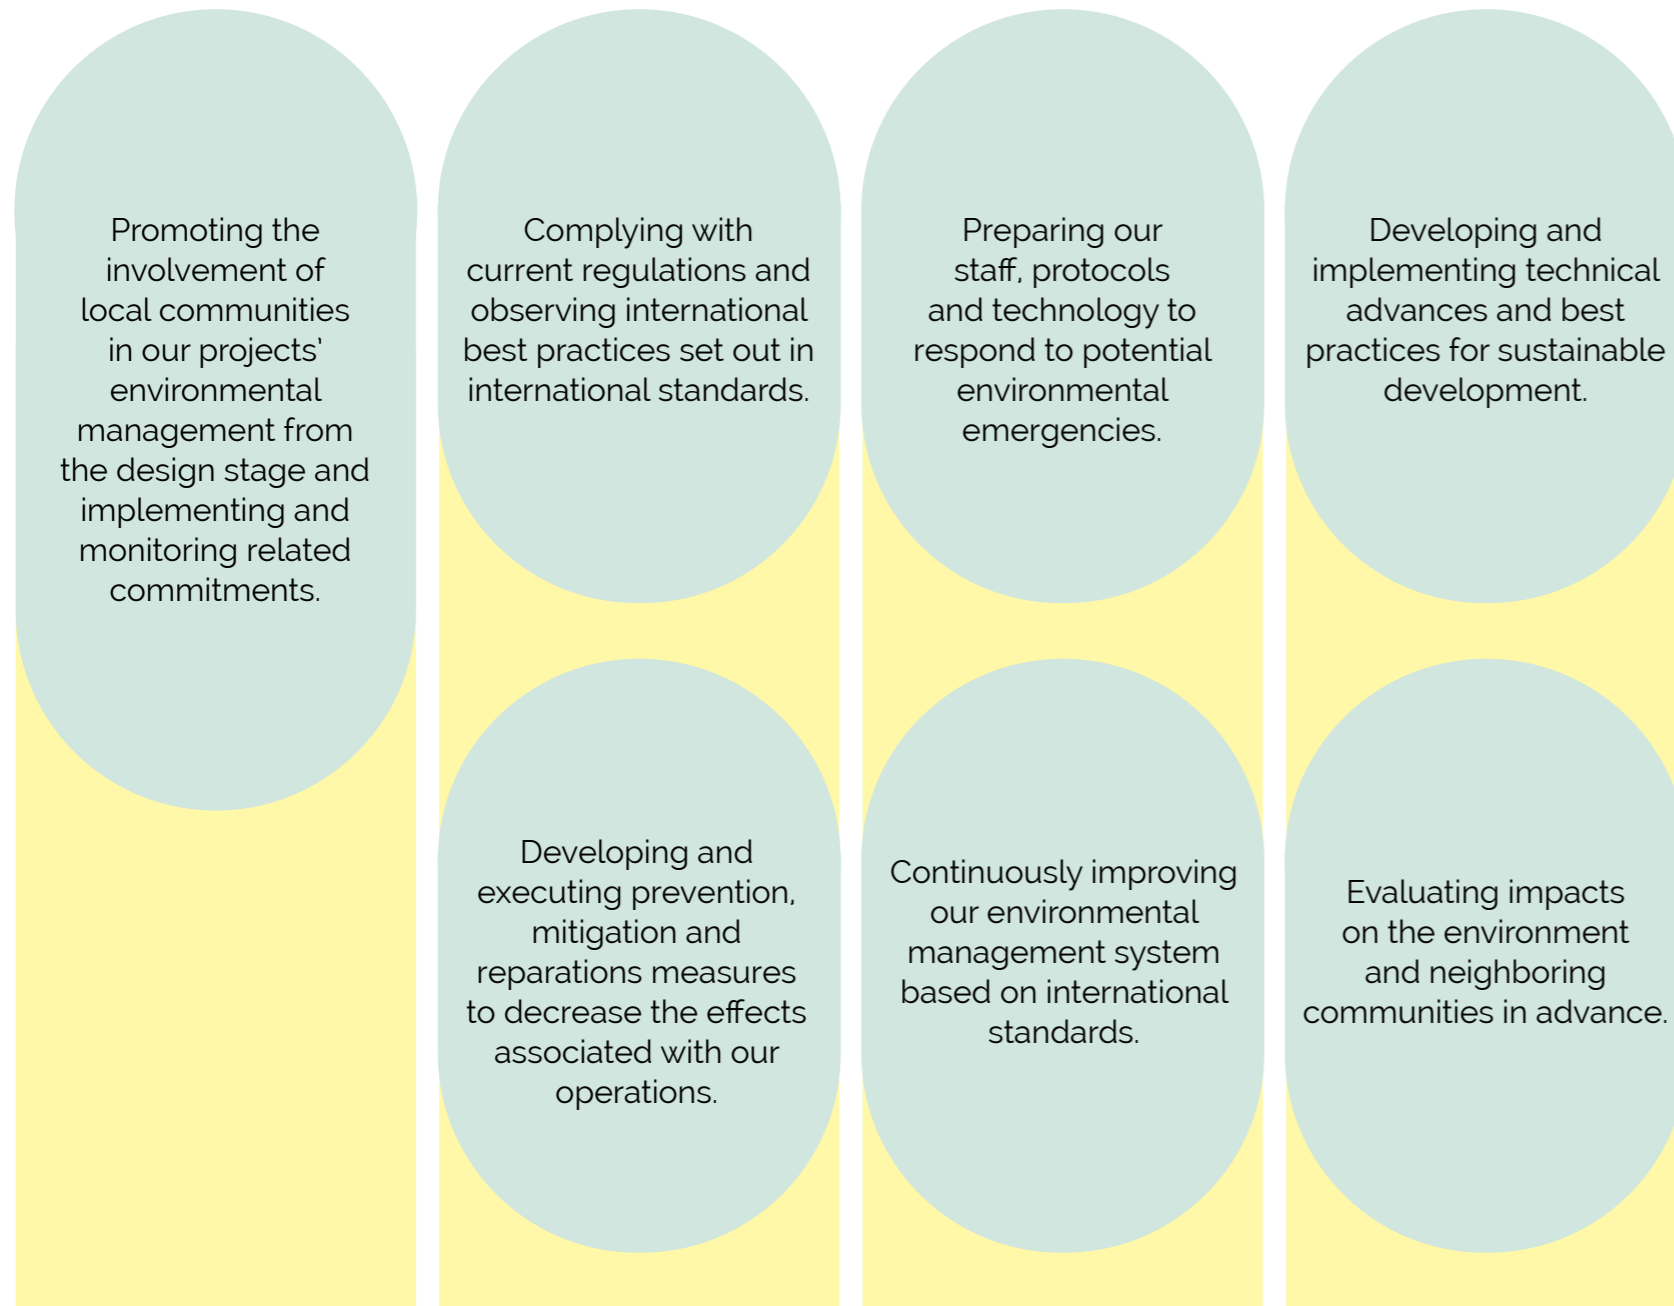 Promoting the
involvement of
local communities
in our projects’
environmental
management from
the design stage and
implementing and
monitoring related
commitments.
Complying with
current regulations and
observing international
best practices set out in
international standards.
Preparing our
staff, protocols
and technology to
respond to potential
environmental
emergencies.
Developing and
implementing technical
advances and best
practices for sustainable
development.
Developing and
executing prevention,
mitigation and
reparations measures
to decrease the effects
associated with our
operations.
Continuously improving
our environmental
management system
based on international
standards.
Evaluating impacts
on the environment
and neighboring
communities in advance.